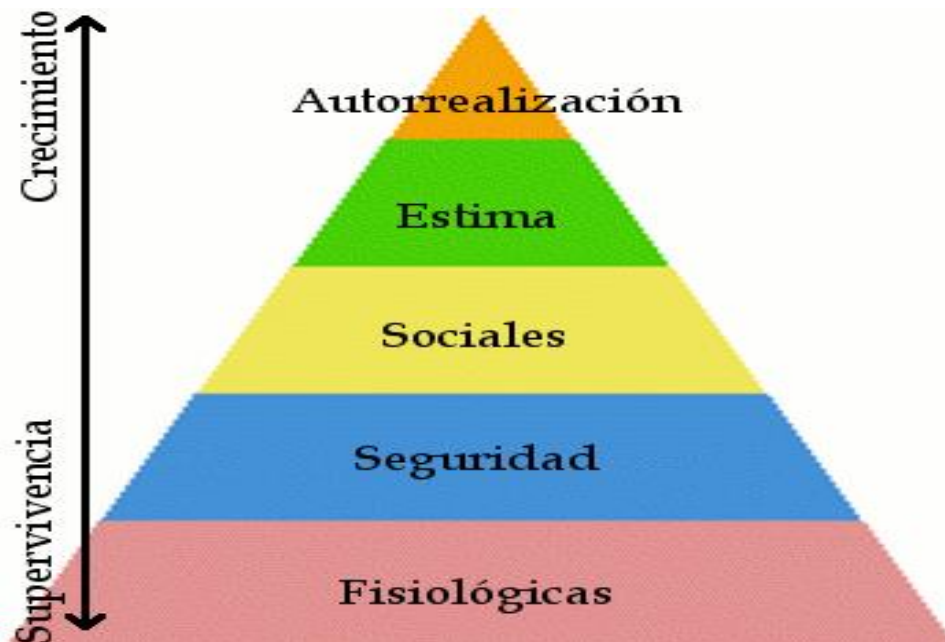 Crecimiento
Autorrealización
Estima
Sociales
Seguridad
Supervivencia
Fisiológicas